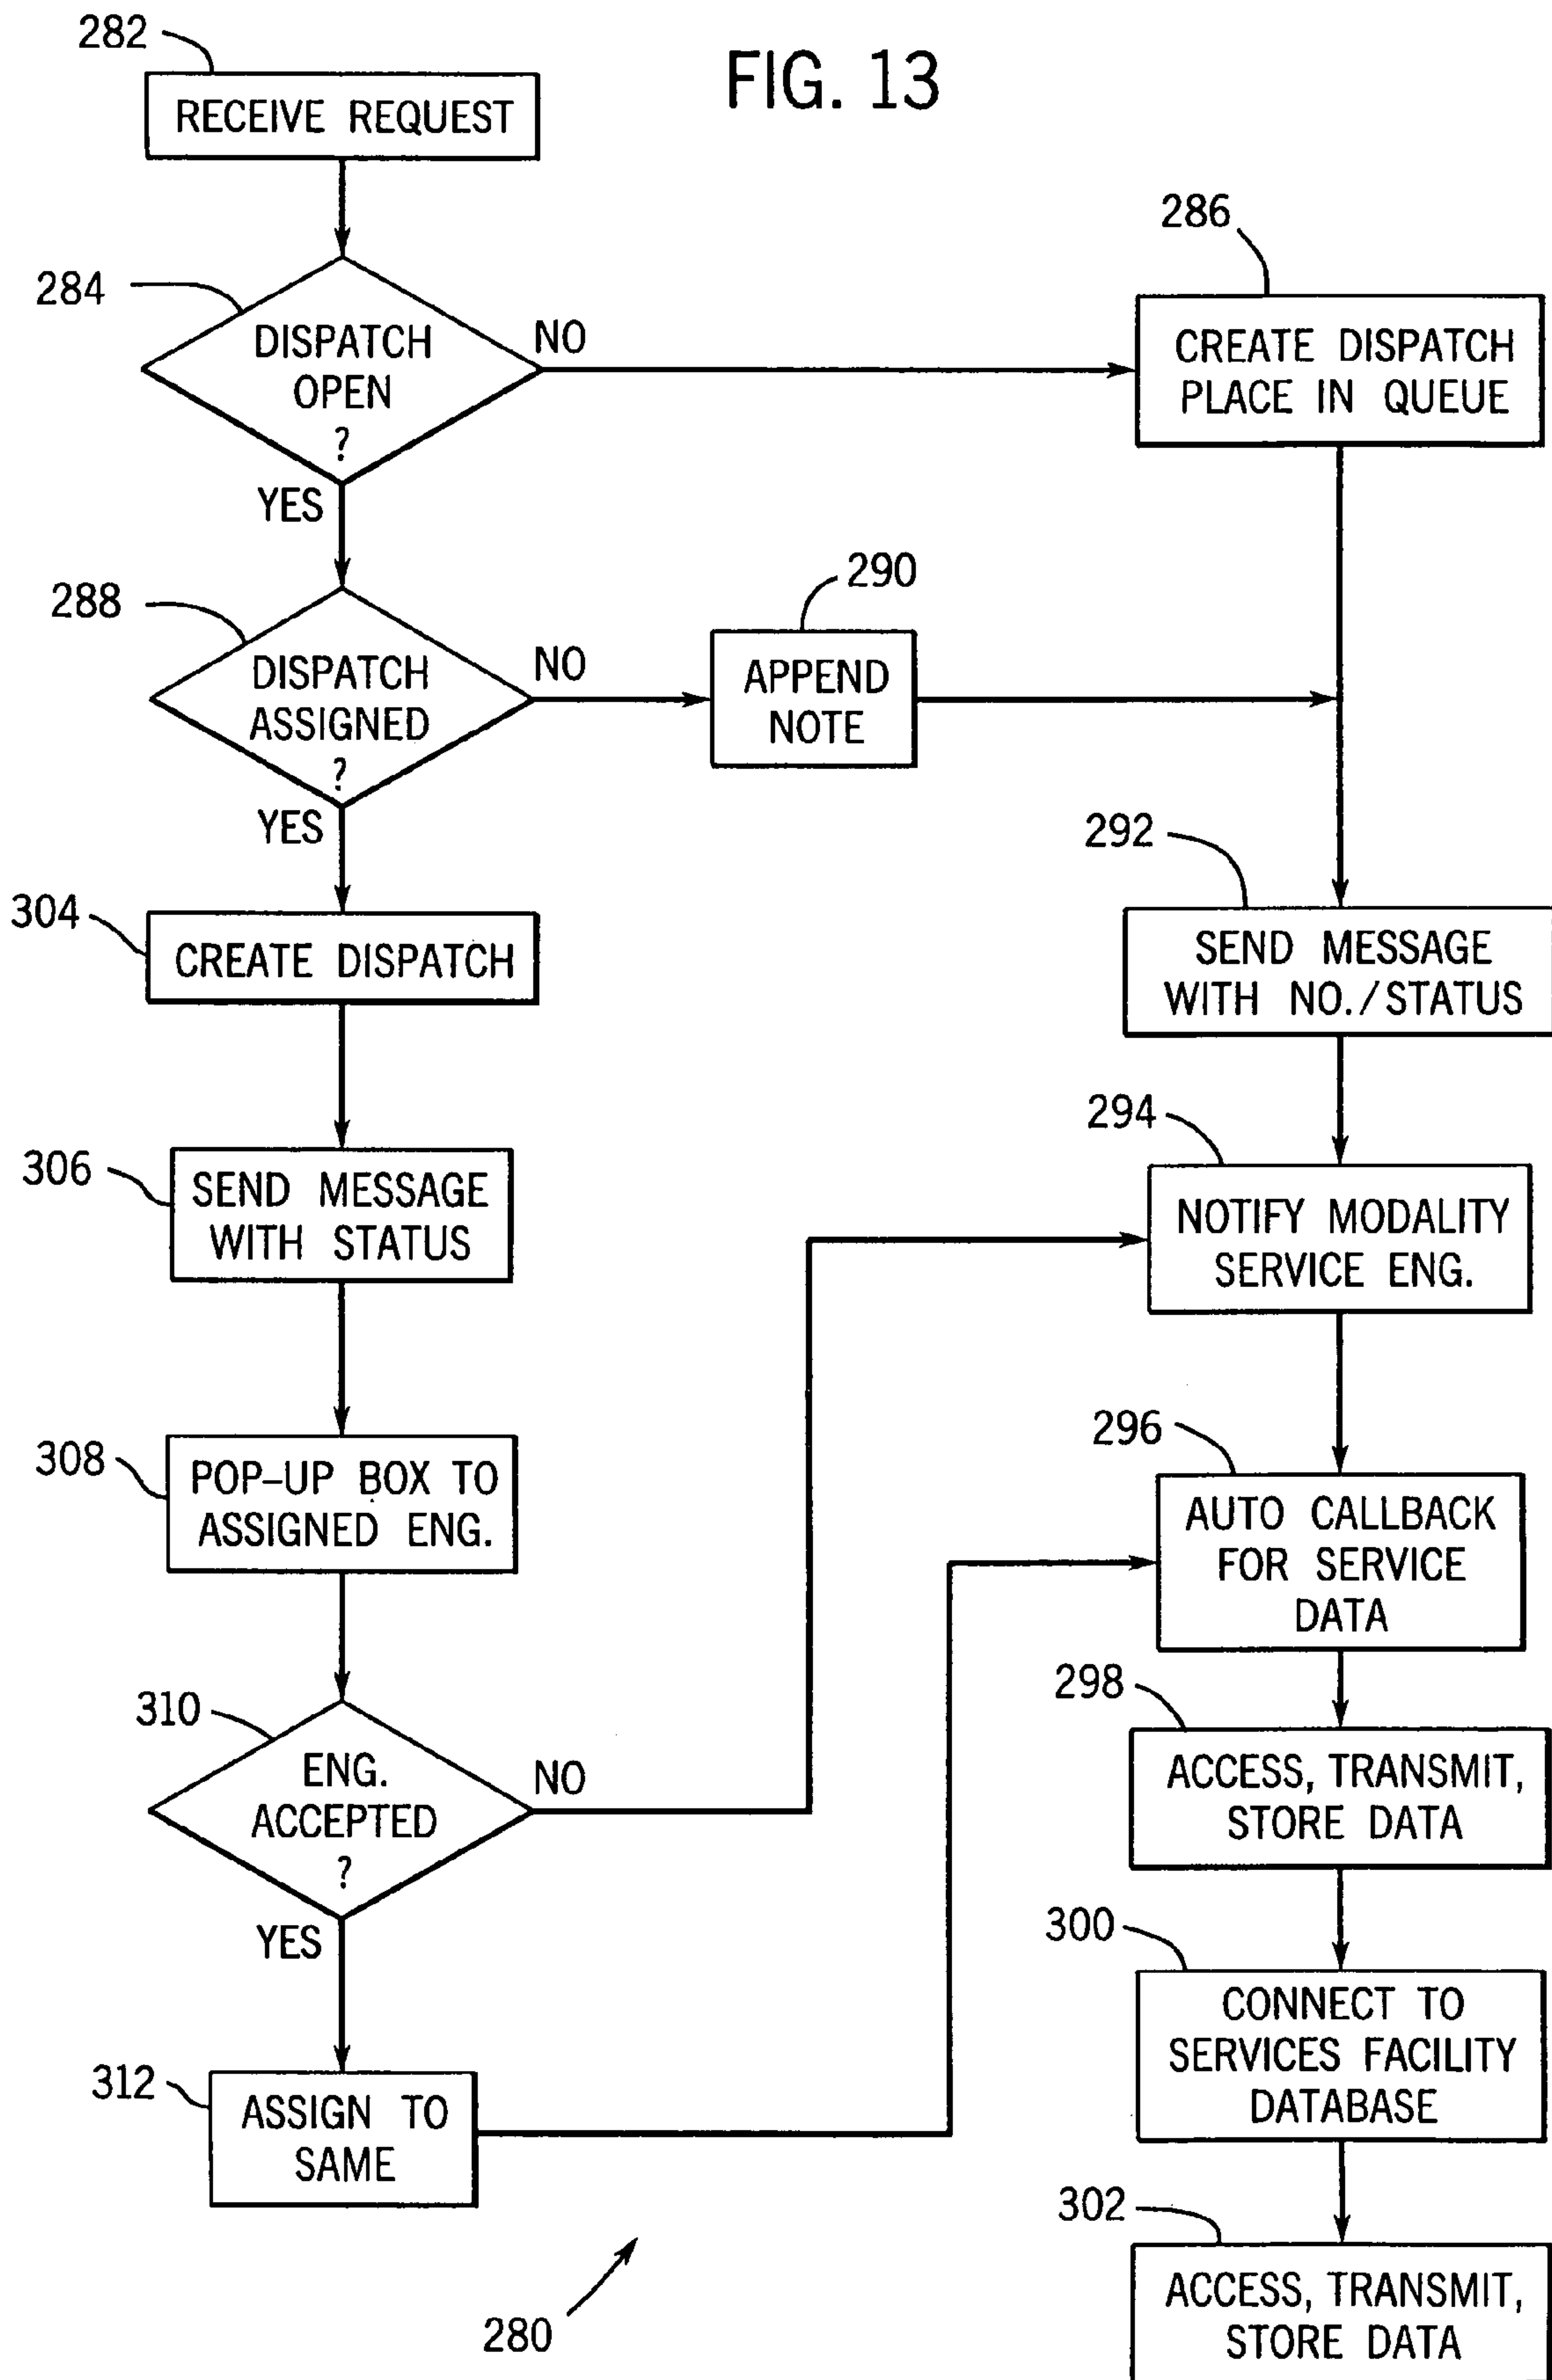 FIG. 13
282
RECEIVE REQUEST
284
DISPATCH
OPEN
?
NO
YES
286
CREATE DISPATCH
PLACE IN QUEUE
288
DISPATCH
ASSIGNED
?
NO
YES
290
APPEND
NOTE
292
SEND MESSAGE
WITH NO./STATUS
304
CREATE DISPATCH
294
NOTIFY MODALITY
SERVICE ENG.
306
SEND MESSAGE
WITH STATUS
296
AUTO CALLBACK
FOR SERVICE
DATA
308
POP-UP BOX TO
ASSIGNED ENG.
298
ACCESS, TRANSMIT,
STORE DATA
310
ENG.
ACCEPTED
?
NO
YES
300
CONNECT TO
SERVICES FACILITY
DATABASE
312
ASSIGN TO
SAME
302
ACCESS, TRANSMIT,
STORE DATA
280